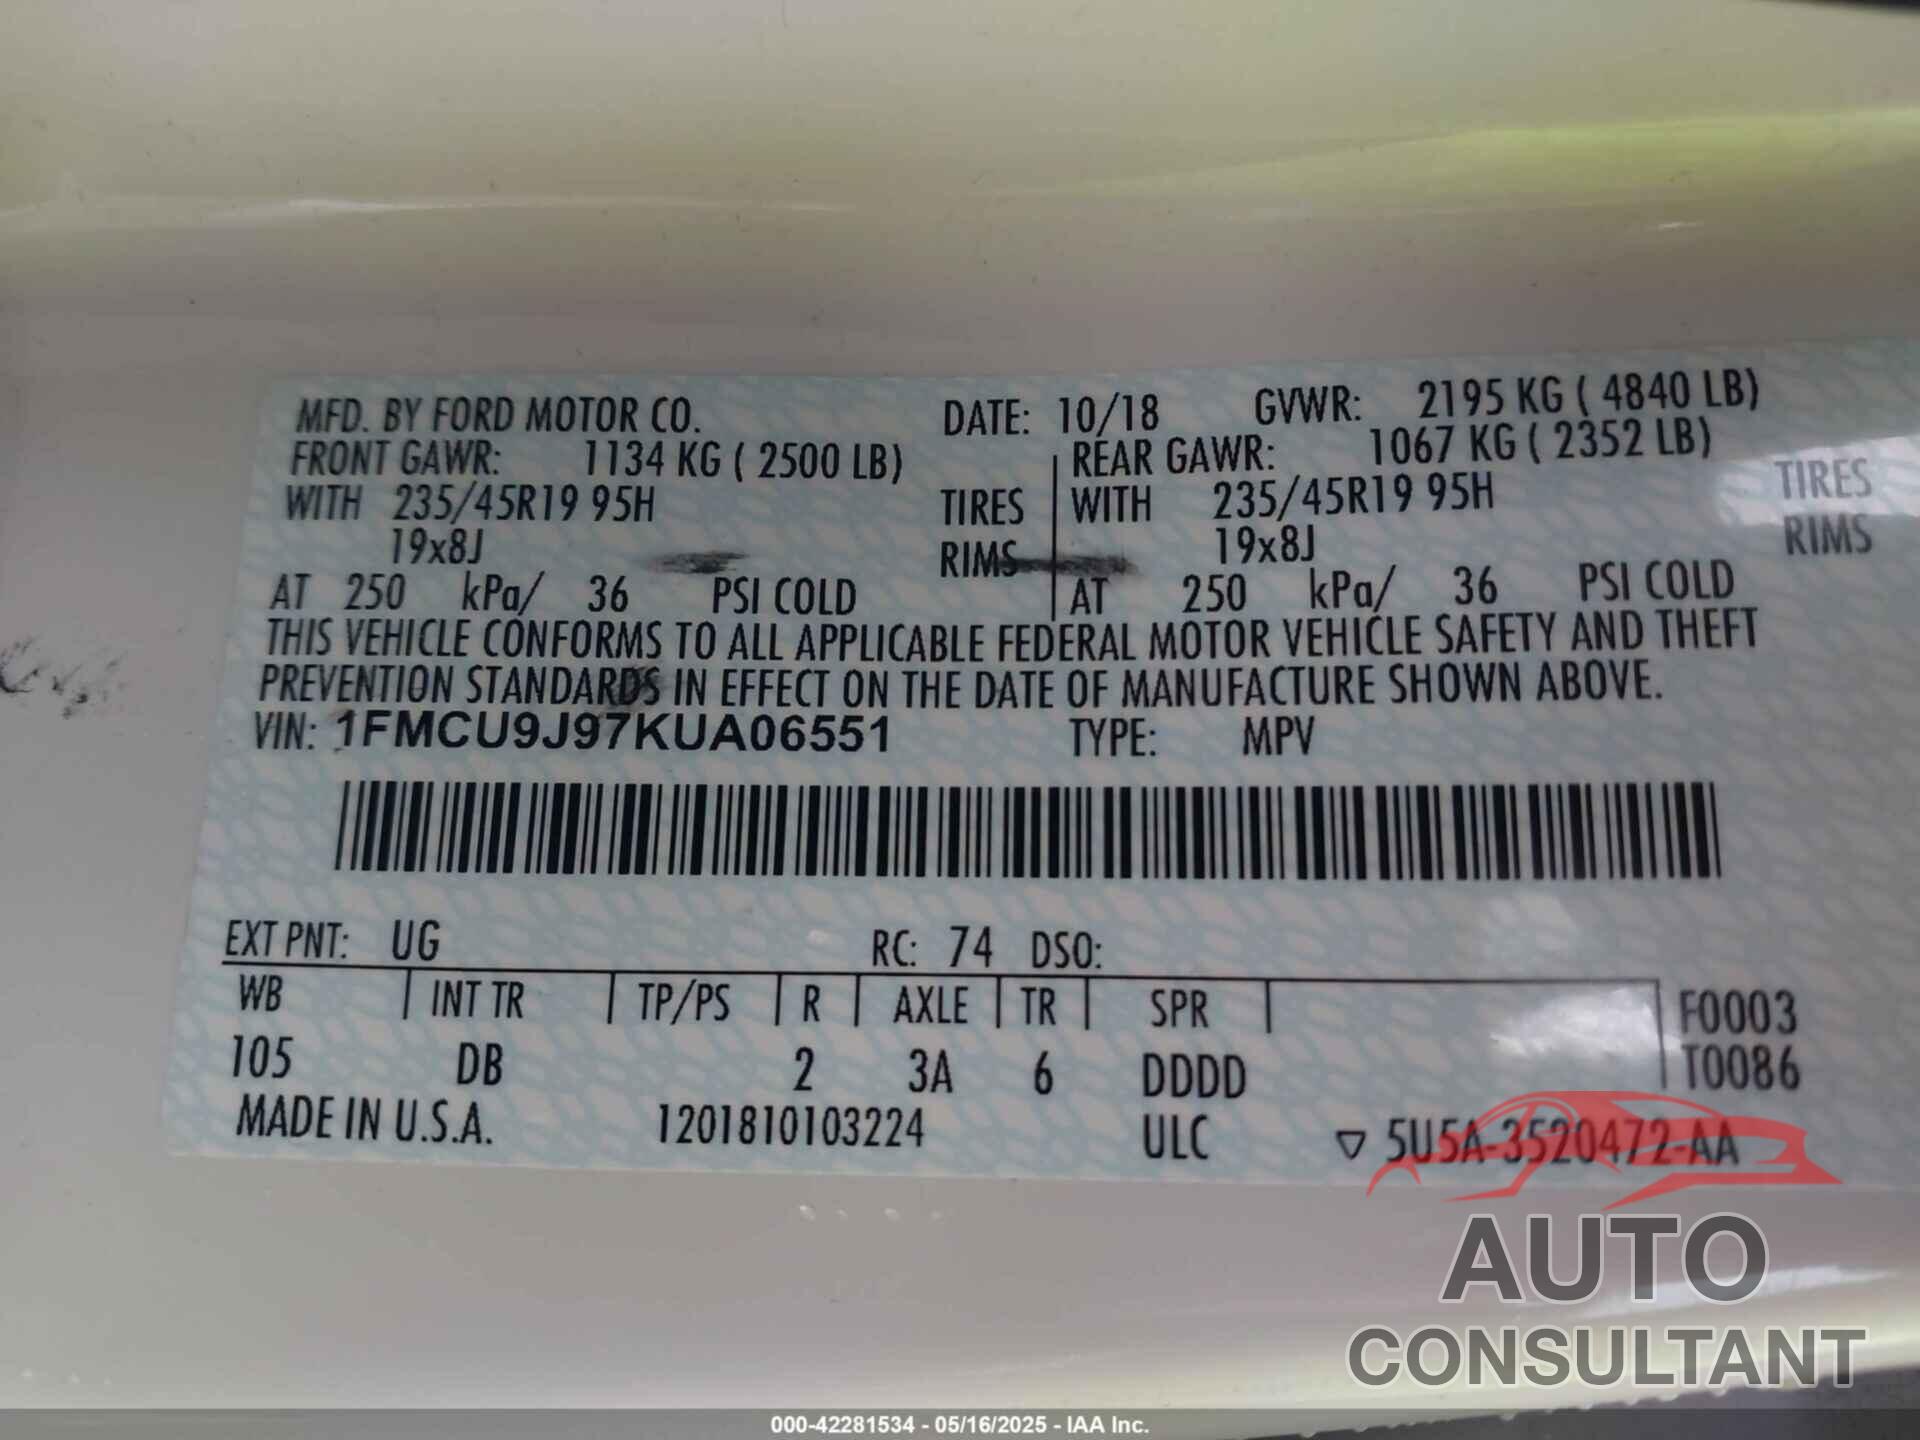 MFD. BY FORD MOTOR CO. DATE: 10/18 GVWR: 2195 KG ( 4840 LB)
FRONT GAWR: 1134 KG ( 2500 LB) REAR GAWR: 1067 KG ( 2352 LB)
WITH 235/45R19 95H TIRES WITH 235/45R19 95H TIRES
19x8J RIMS 19x8J RIMS
AT 250 kPa/ 36 PSI COLD AT 250 kPa/ 36 PSI COLD
THIS VEHICLE CONFORMS TO ALL APPLICABLE FEDERAL MOTOR VEHICLE SAFETY AND THEFT
PREVENTION STANDARDS IN EFFECT ON THE DATE OF MANUFACTURE SHOWN ABOVE.
VIN: 1FMCU9J97KUA06551 TYPE: MPV
EXT PNT: UG RC: 74 DSO:
WB INT TR TP/PS R AXLE TR SPR F0003
105 DB 2 3A 6 DDDD T0086
MADE IN U.S.A. 1201810103224 ULC ▽ 5U5A-3520472-AA
AUTO
CONSULTANT
000-42281534 - 05/16/2025 - IAA Inc.